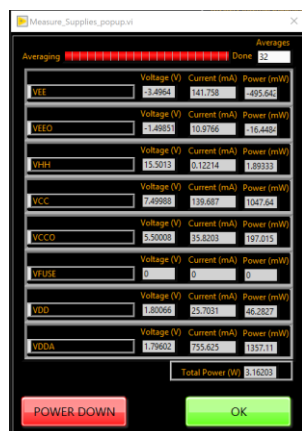 Measure_Supplies_popup.vi
Averages
Averaging Done 32
Voltage (V) Current (mA) Power (mW)
VEE -3.4964 141.758 -495.642
Voltage (V) Current (mA) Power (mW)
VEEO -1.49851 10.9766 -16.4484
Voltage (V) Current (mA) Power (mW)
VHH 15.5013 0.12214 1.89333
Voltage (V) Current (mA) Power (mW)
VCC 7.49988 139.687 1047.64
Voltage (V) Current (mA) Power (mW)
VCCO 5.50008 35.8203 197.015
Voltage (V) Current (mA) Power (mW)
VFUSE 0 0 0
Voltage (V) Current (mA) Power (mW)
VDD 1.80066 25.7031 46.2827
Voltage (V) Current (mA) Power (mW)
VDDA 1.79602 755.625 1357.11
Total Power (W) 3.16203
POWER DOWN OK